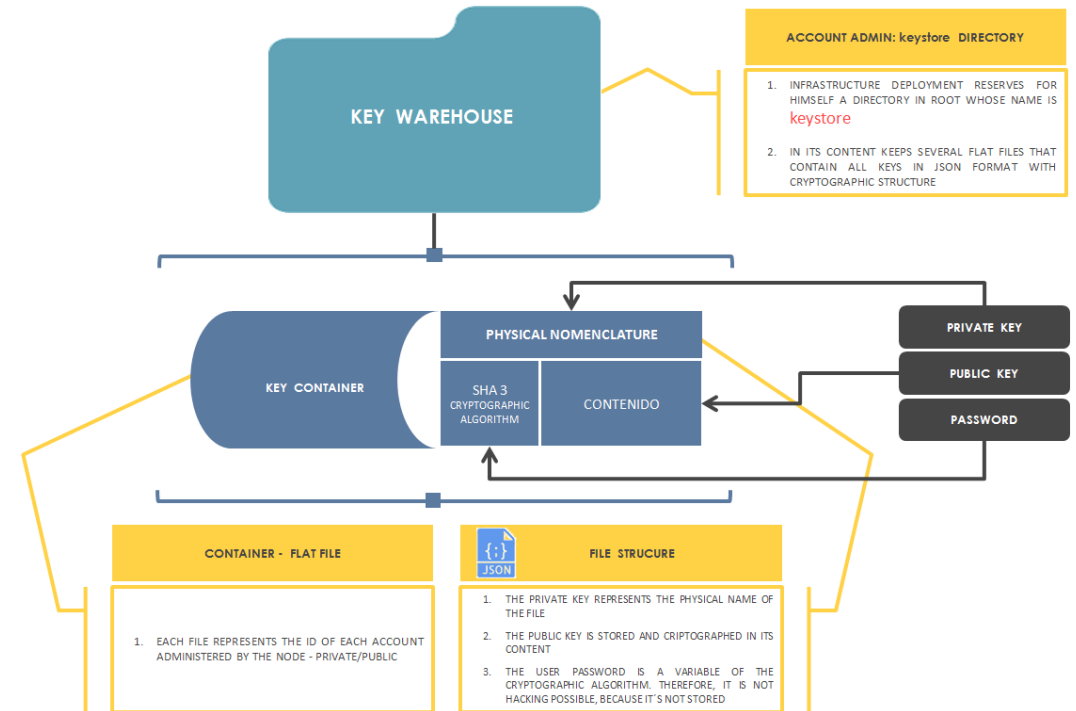 KEY WAREHOUSE
ACCOUNT ADMIN: keystore DIRECTORY
1. INFRASTRUCTURE DEPLOYMENT RESERVES FOR
HIMSELF A DIRECTORY IN ROOT WHOSE NAME IS
keystore
2. IN ITS CONTENT KEEPS SEVERAL FLAT FILES THAT
CONTAIN ALL KEYS IN JSON FORMAT WITH
CRYPTOGRAPHIC STRUCTURE
KEY CONTAINER
PHYSICAL NOMENCLATURE
SHA 3
CRYPTOGRAPHIC
ALGORITHM
CONTENIDO
PRIVATE KEY
PUBLIC KEY
PASSWORD
CONTAINER - FLAT FILE
1. EACH FILE REPRESENTS THE ID OF EACH ACCOUNT
ADMINISTERED BY THE NODE - PRIVATE/PUBLIC
{;}
JSON
FILE STRUCURE
1. THE PRIVATE KEY REPRESENTS THE PHYSICAL NAME OF
THE FILE
2. THE PUBLIC KEY IS STORED AND CRIPTOGRAPHED IN ITS
CONTENT
3. THE USER PASSWORD IS A VARIABLE OF THE
CRYPTOGRAPHIC ALGORITHM. THEREFORE, IT IS NOT
HACKING POSSIBLE, BECAUSE IT´S NOT STORED